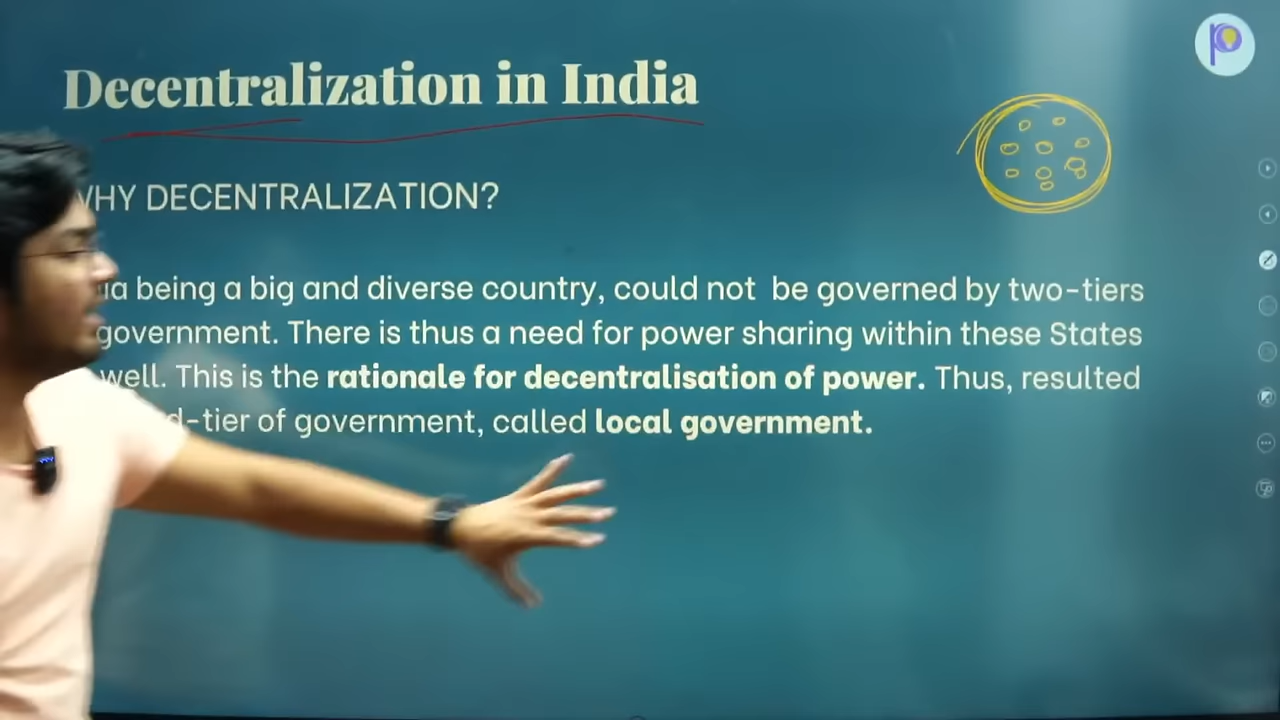 Decentralization in India
WHY DECENTRALIZATION?
being a big and diverse country, could not be governed by two-tiers
government. There is thus a need for power sharing within these States
well. This is the rationale for decentralisation of power. Thus, resulted
-tier of government, called local government.